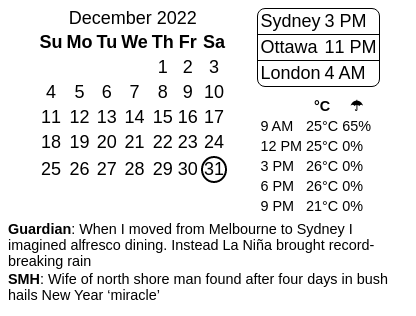 December 2022
Su Mo Tu We Th Fr Sa
1 2 3
4 5 6 7 8 9 10
11 12 13 14 15 16 17
18 19 20 21 22 23 24
25 26 27 28 29 30 31
Sydney 3 PM
Ottawa 11 PM
London 4 AM
°C ☂
9 AM 25°C 65%
12 PM 25°C 0%
3 PM 26°C 0%
6 PM 26°C 0%
9 PM 21°C 0%
Guardian: When I moved from Melbourne to Sydney I
imagined alfresco dining. Instead La Niña brought record-
breaking rain
SMH: Wife of north shore man found after four days in bush
hails New Year ‘miracle’